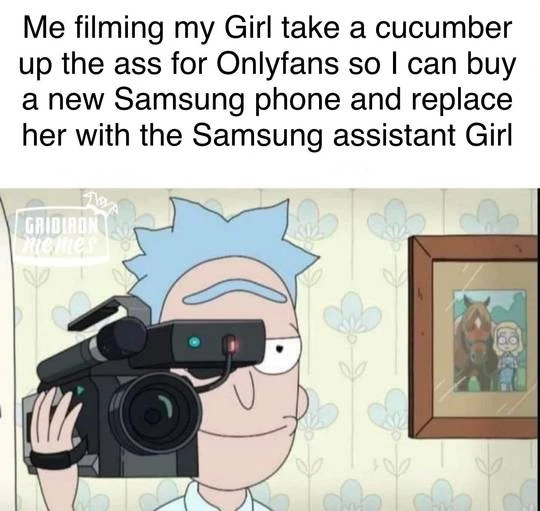 Me filming my Girl take a cucumber
up the ass for Onlyfans so I can buy
a new Samsung phone and replace
her with the Samsung assistant Girl
GRIDIRON
memes